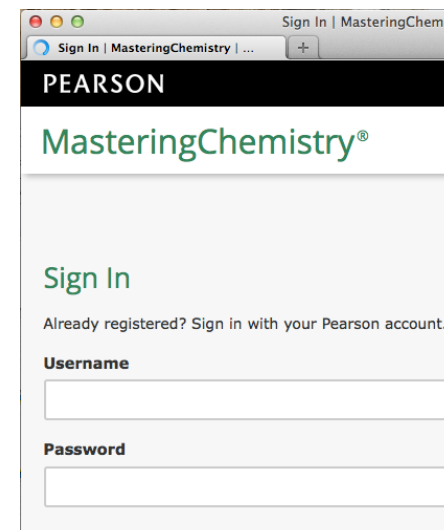 Sign In | MasteringChem
Sign In | MasteringChemistry | ...
PEARSON
MasteringChemistry®
Sign In
Already registered? Sign in with your Pearson account.
Username
Password